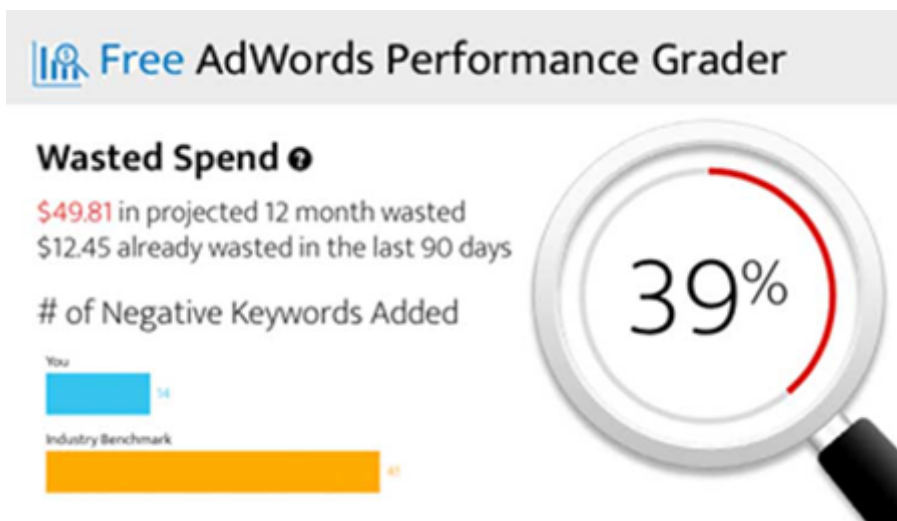 Free AdWords Performance Grader
Wasted Spend ?
$49.81 in projected 12 month wasted
$12.45 already wasted in the last 90 days
# of Negative Keywords Added
You
14
Industry Benchmark
39%